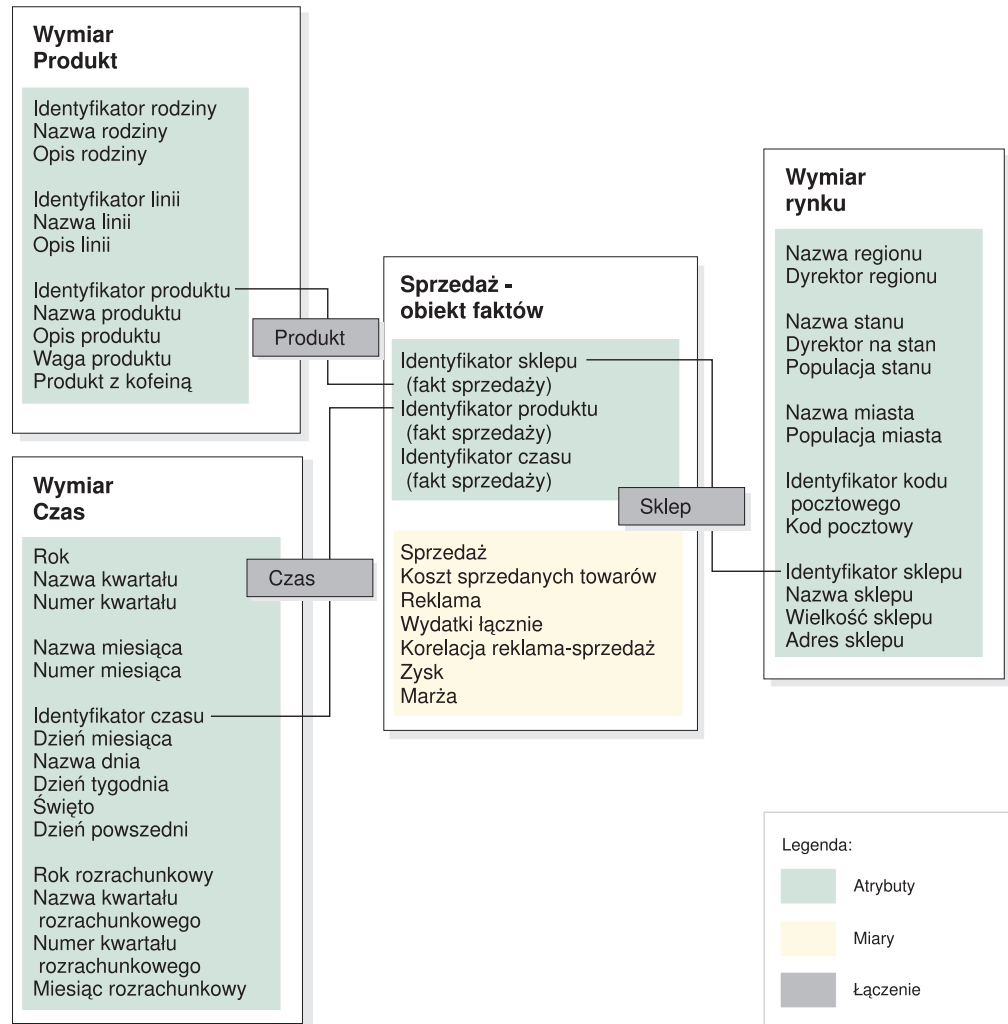 Wymiar
Produkt
Identyfikator rodziny
Nazwa rodziny
Opis rodziny
Identyfikator linii
Nazwa linii
Opis linii
Identyfikator produktu
Nazwa produktu
Opis produktu
Waga produktu
Produkt z kofeiną
Produkt
Wymiar
Czas
Rok
Nazwa kwartału
Numer kwartału
Nazwa miesiąca
Numer miesiąca
Identyfikator czasu
Dzień miesiąca
Nazwa dnia
Dzień tygodnia
Święto
Dzień powszedni
Rok rozrachunkowy
Nazwa kwartału
rozrachunkowego
Numer kwartału
rozrachunkowego
Miesiąc rozrachunkowy
Czas
Sprzedaż -
obiekt faktów
Identyfikator sklepu
(fakt sprzedaży)
Identyfikator produktu
(fakt sprzedaży)
Identyfikator czasu
(fakt sprzedaży)
Sprzedaż
Koszt sprzedanych towarów
Reklama
Wydatki łącznie
Korelacja reklama-sprzedaż
Zysk
Marża
Sklep
Wymiar
rynku
Nazwa regionu
Dyrektor regionu
Nazwa stanu
Dyrektor na stan
Populacja stanu
Nazwa miasta
Populacja miasta
Identyfikator kodu
pocztowego
Kod pocztowy
Identyfikator sklepu
Nazwa sklepu
Wielkość sklepu
Adres sklepu
Legenda:
Atrybuty
Miary
Łączenie